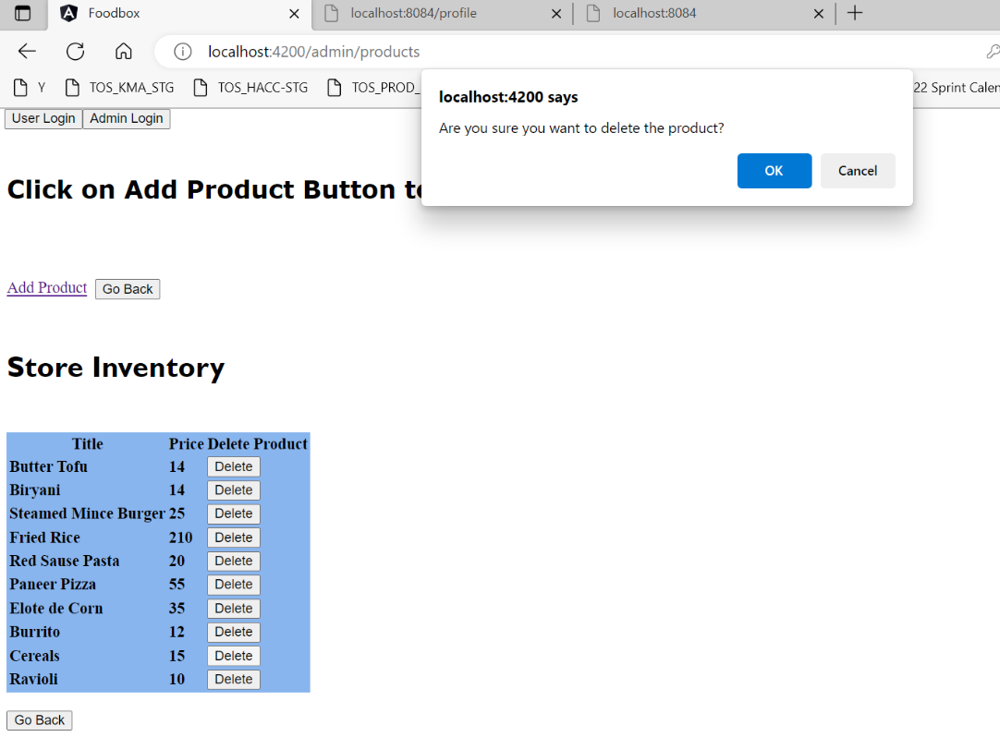 Foodbox
localhost:8084/profile
localhost:8084
localhost:4200/admin/products
Y
TOS_KMA_STG
TOS_HACC-STG
TOS_PROD_
22 Sprint Calen
localhost:4200 says
Are you sure you want to delete the product?
OK
Cancel
User Login
Admin Login
Click on Add Product Button to
Add Product
Go Back
Store Inventory
Title Price Delete Product
Butter Tofu 14 Delete
Biryani 14 Delete
Steamed Mince Burger 25 Delete
Fried Rice 210 Delete
Red Sause Pasta 20 Delete
Paneer Pizza 55 Delete
Elote de Corn 35 Delete
Burrito 12 Delete
Cereals 15 Delete
Ravioli 10 Delete
Go Back